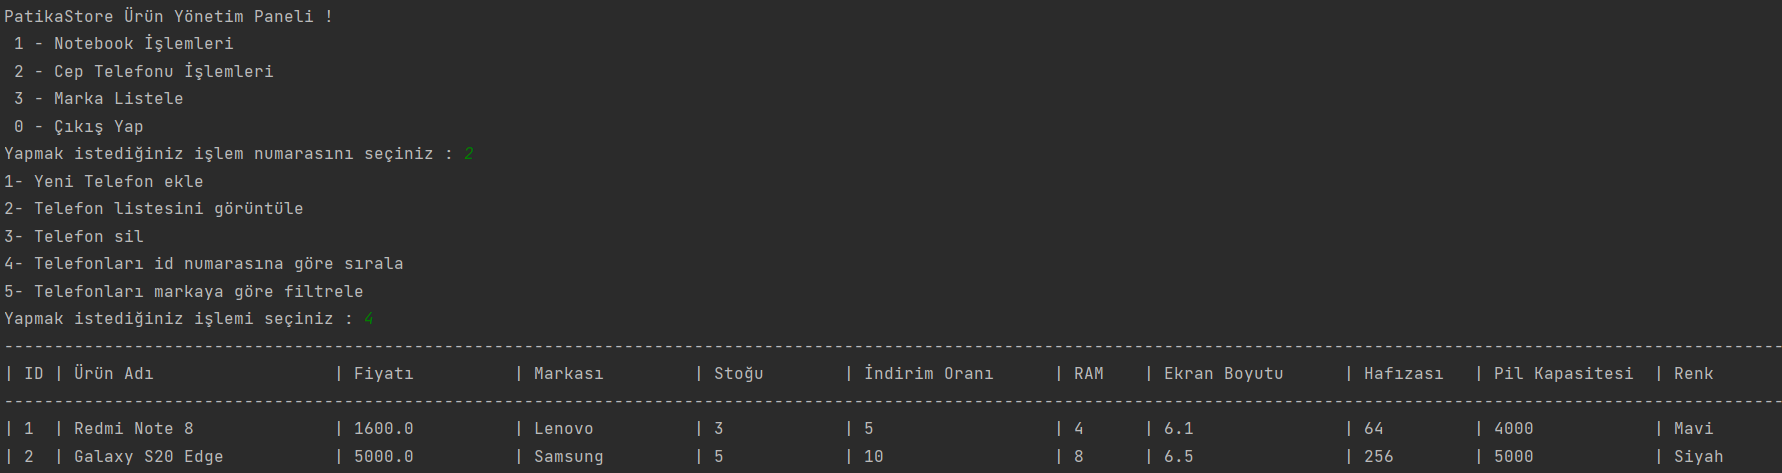 PatikaStore Ürün Yönetim Paneli !
1 - Notebook İşlemleri
2 - Cep Telefonu İşlemleri
3 - Marka Listele
0 - Çıkış Yap
Yapmak istediğiniz işlem numarasını seçiniz : 2
1- Yeni Telefon ekle
2- Telefon listesini görüntüle
3- Telefon sil
4- Telefonları id numarasına göre sırala
5- Telefonları markaya göre filtrele
Yapmak istediğiniz işlemi seçiniz : 4
| ID | Ürün Adı | Fiyatı | Markası | Stoğu | İndirim Oranı | RAM | Ekran Boyutu | Hafızası | Pil Kapasitesi | Renk
| 1 | Redmi Note 8 | 1600.0 | Lenovo | 3 | 5 | 4 | 6.1 | 64 | 4000 | Mavi
| 2 | Galaxy S20 Edge | 5000.0 | Samsung | 5 | 10 | 8 | 6.5 | 256 | 5000 | Siyah